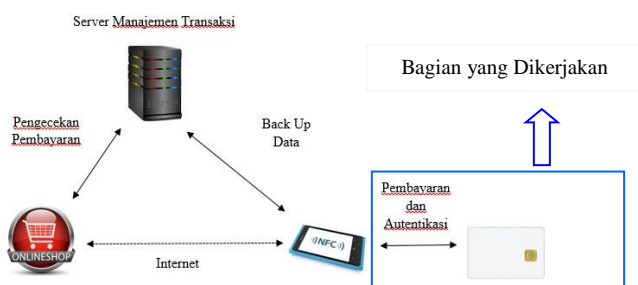 Server Manajemen Transaksi
Bagian yang Dikerjakan
Pengecekan
Pembayaran
Back Up
Data
Pembayaran
dan
Autentikasi
NFC
ONLINESHOP
Internet